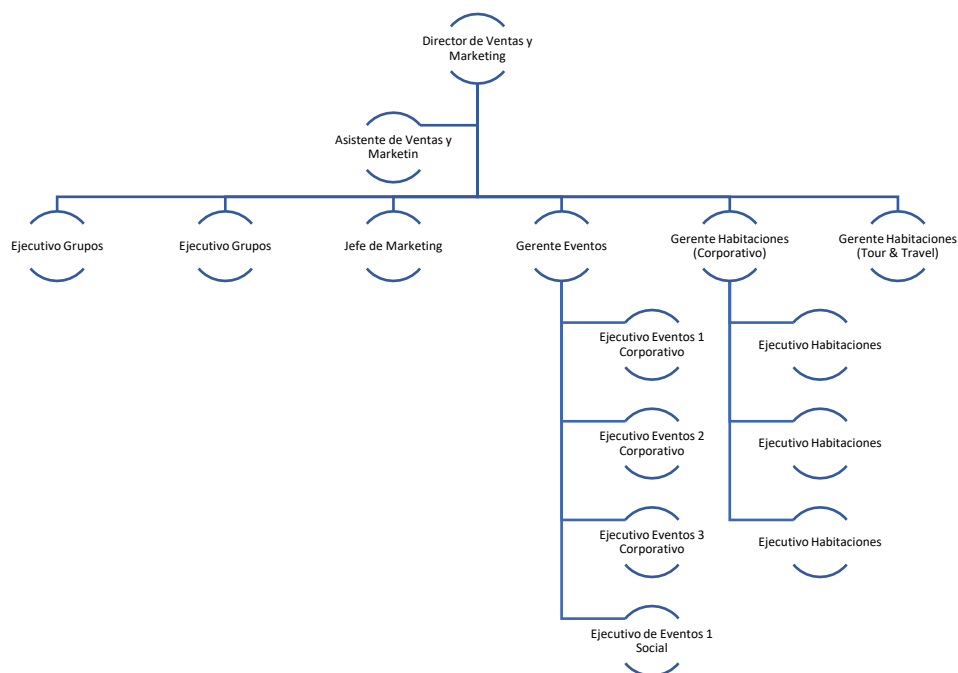 Director de Ventas y
Marketing
Asistente de Ventas y
Marketin
Ejecutivo Grupos
Ejecutivo Grupos
Jefe de Marketing
Gerente Eventos
Gerente Habitaciones
(Corporativo)
Gerente Habitaciones
(Tour & Travel)
Ejecutivo Eventos 1
Corporativo
Ejecutivo Eventos 2
Corporativo
Ejecutivo Eventos 3
Corporativo
Ejecutivo de Eventos 1
Social
Ejecutivo Habitaciones
Ejecutivo Habitaciones
Ejecutivo Habitaciones